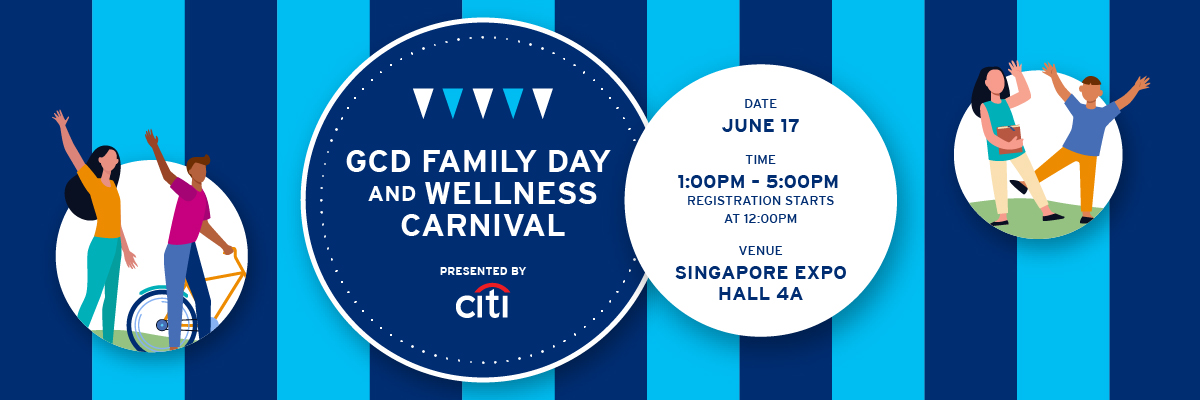 GCD FAMILY DAY
AND WELLNESS
CARNIVAL
PRESENTED BY
citi
DATE
JUNE 17
TIME
1:00PM – 5:00PM
REGISTRATION STARTS
AT 12:00PM
VENUE
SINGAPORE EXPO
HALL 4A